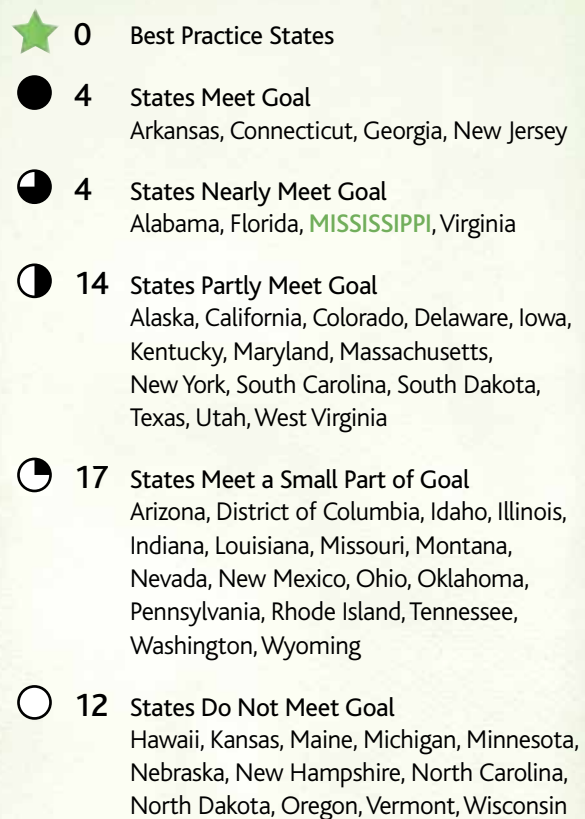 0 Best Practice States
4 States Meet Goal
Arkansas, Connecticut, Georgia, New Jersey
4 States Nearly Meet Goal
Alabama, Florida, MISSISSIPPI, Virginia
14 States Partly Meet Goal
Alaska, California, Colorado, Delaware, Iowa,
Kentucky, Maryland, Massachusetts,
New York, South Carolina, South Dakota,
Texas, Utah, West Virginia
17 States Meet a Small Part of Goal
Arizona, District of Columbia, Idaho, Illinois,
Indiana, Louisiana, Missouri, Montana,
Nevada, New Mexico, Ohio, Oklahoma,
Pennsylvania, Rhode Island, Tennessee,
Washington, Wyoming
12 States Do Not Meet Goal
Hawaii, Kansas, Maine, Michigan, Minnesota,
Nebraska, New Hampshire, North Carolina,
North Dakota, Oregon, Vermont, Wisconsin